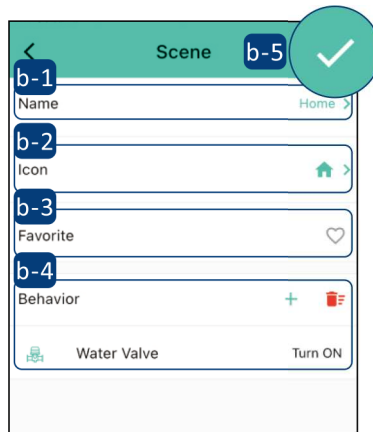 Scene
b-5
b-1
Name
Home
b-2
Icon
b-3
Favorite
b-4
Behavior
Water Valve
Turn ON